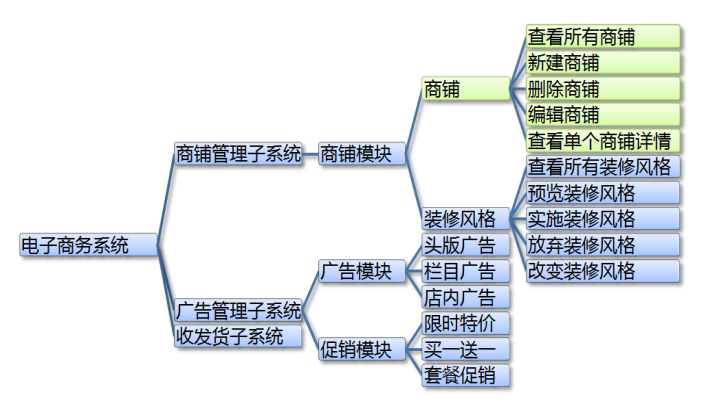 电子商务系统
商铺管理子系统
商铺模块
商铺
查看所有商铺
新建商铺
删除商铺
编辑商铺
查看单个商铺详情
装修风格
查看所有装修风格
预览装修风格
实施装修风格
放弃装修风格
改变装修风格
广告管理子系统
广告模块
头版广告
栏目广告
店内广告
促销模块
限时特价
买一送一
套餐促销
收发货子系统